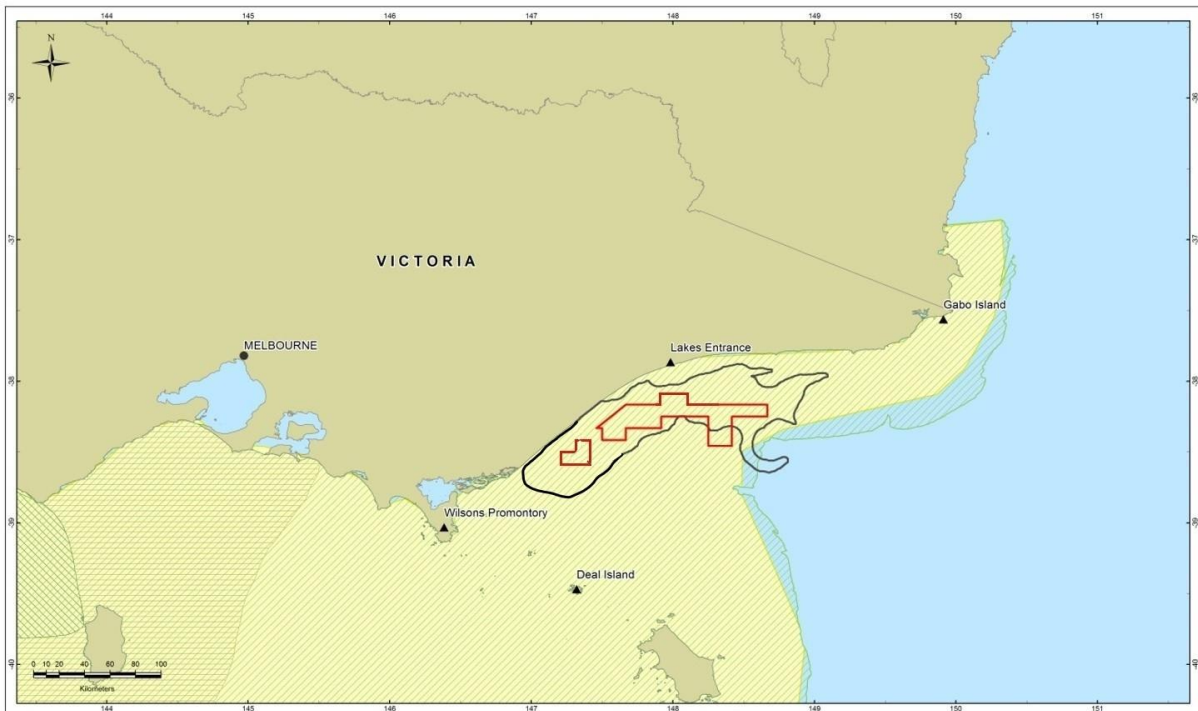 144 145 146 147 148 149 150 151
N
-36 -36
-37 -37
VICTORIA
Gabo Island
MELBOURNE
Lakes Entrance
-38 -38
Wilsons Promontory
-39 -39
Deal Island
-40 -40
0 10 20 40 60 80 100
Kilometers
144 145 146 147 148 149 150 151